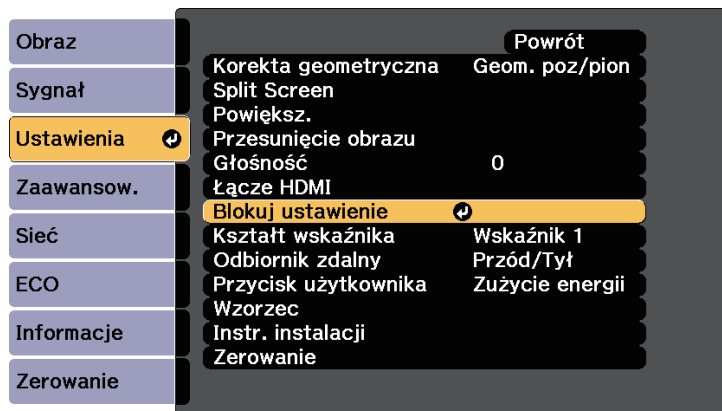 Obraz
Sygnał
Ustawienia
Zaawansow.
Sieć
ECO
Informacje
Zerowanie
Powrót
Korekta geometryczna Geom. poz/pion
Split Screen
Powiększ.
Przesunięcie obrazu
Głośność 0
Łącze HDMI
Blokuj ustawienie
Kształt wskaźnika Wskaźnik 1
Odbiornik zdalny Przód/Tył
Przycisk użytkownika Zużycie energii
Wzorzec
Instr. instalacji
Zerowanie